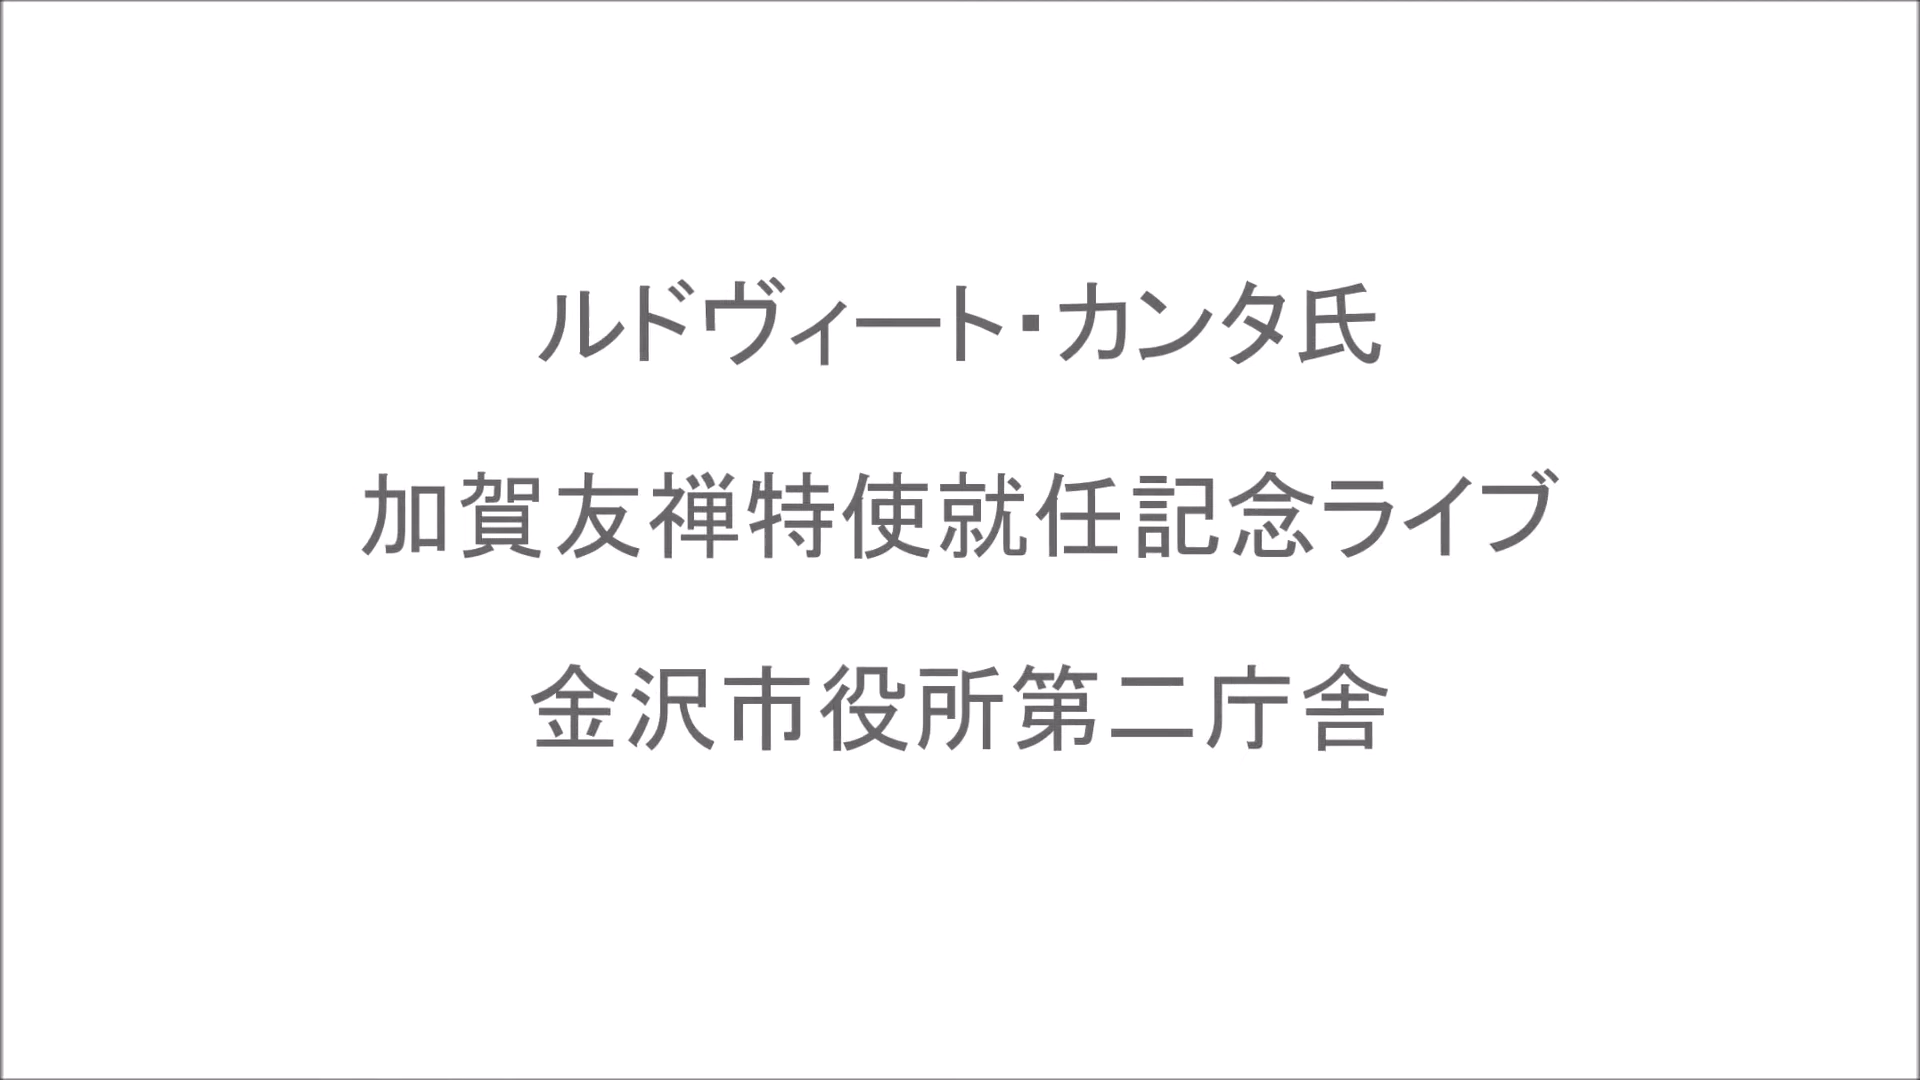 ルドヴィート・カンタ氏
加賀友禅特使就任記念ライブ
金沢市役所第二庁舎